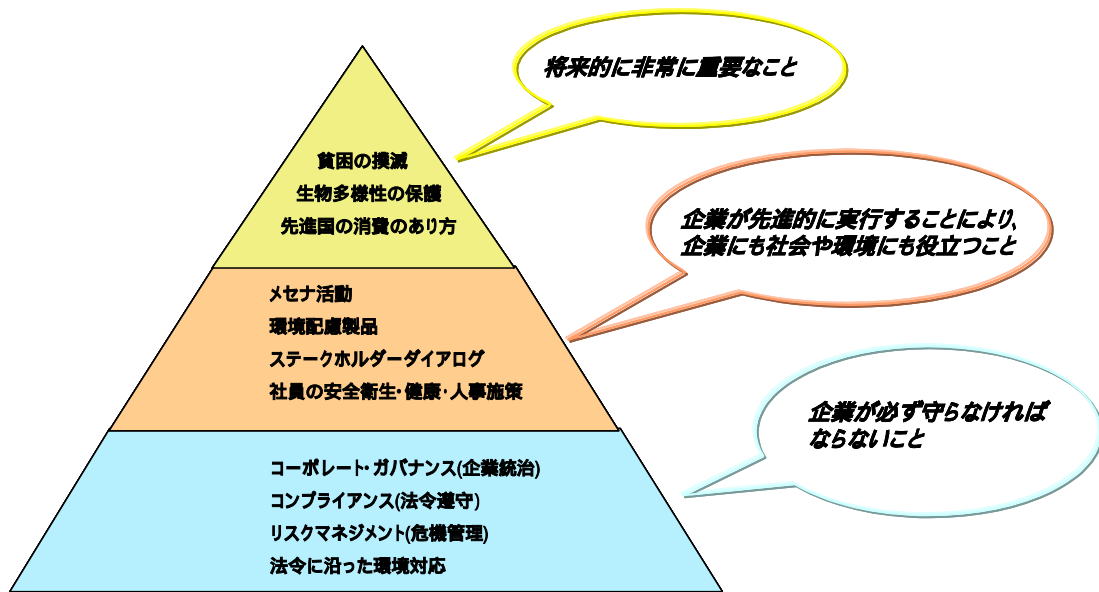 将来的に非常に重要なこと
貧困の撲滅
生物多様性の保護
先進国の消費のあり方
企業が先進的に実行することにより、
企業にも社会や環境にも役立つこと
メセナ活動
環境配慮製品
ステークホルダーダイアログ
社員の安全衛生・健康・人事施策
企業が必ず守らなければ
ならないこと
コーポレート・ガバナンス(企業統治)
コンプライアンス(法令遵守)
リスクマネジメント(危機管理)
法令に沿った環境対応